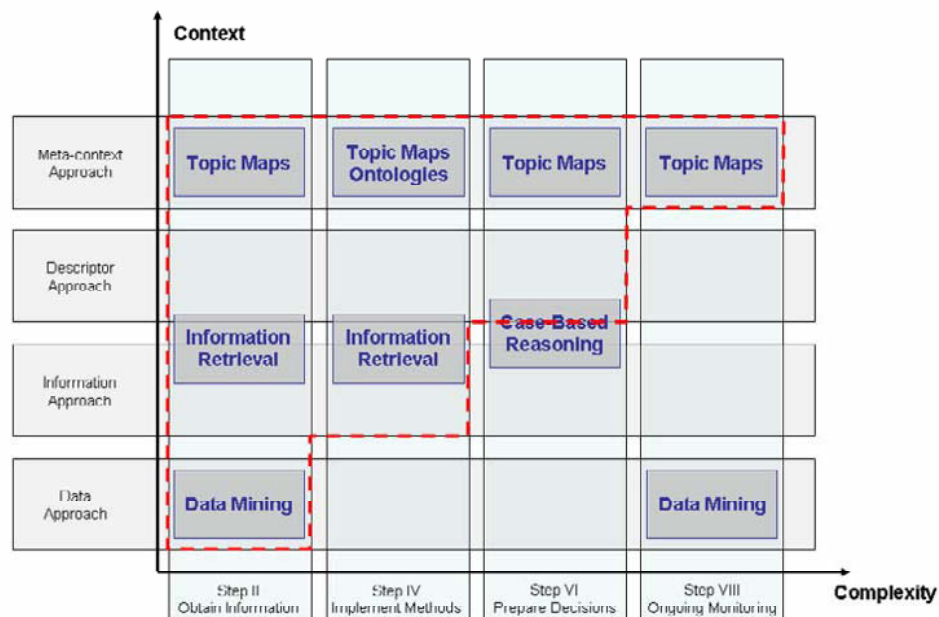 Context
Meta-context
Approach
Topic Maps
Topic Maps
Ontologies
Topic Maps
Topic Maps
Descriptor
Approach
Information
Retrieval
Information
Retrieval
Case-Based
Reasoning
Information
Approach
Data
Approach
Data Mining
Data Mining
Step II
Obtain Information
Step IV
Implement Methods
Step VI
Prepare Decisions
Step VIII
Ongoing Monitoring
Complexity